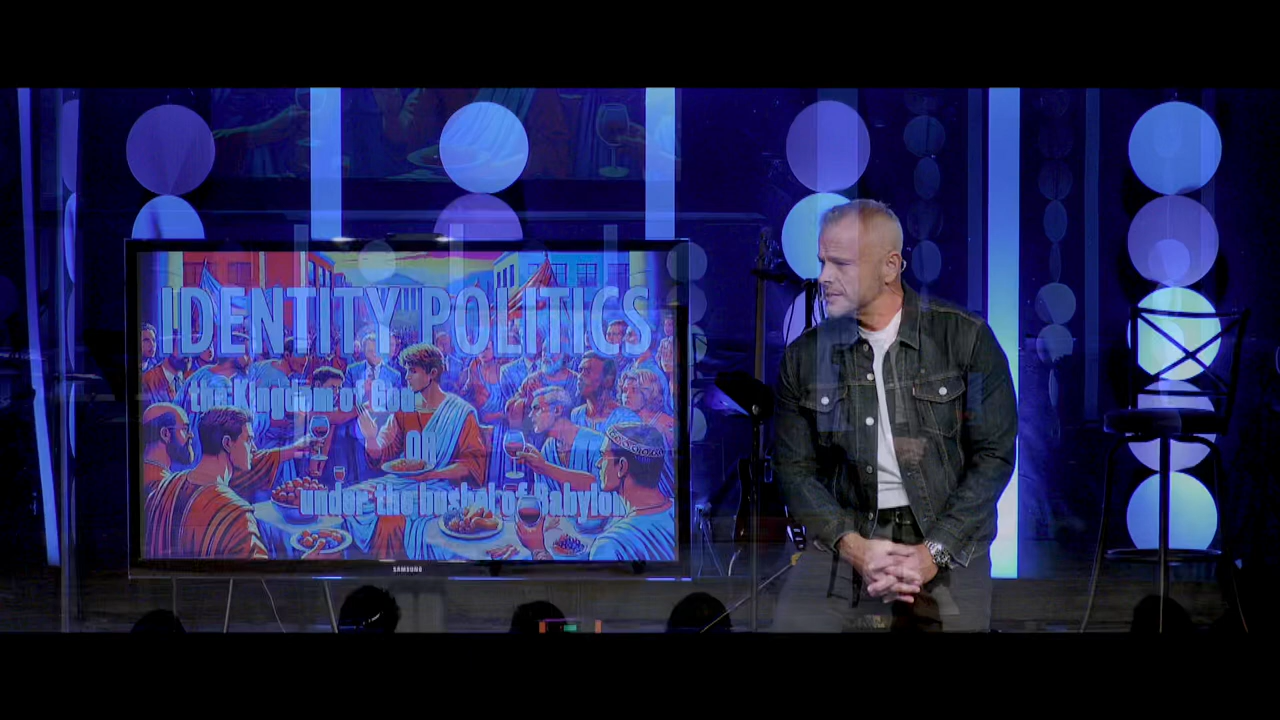 IDENTITY POLITICS
the Kingdom of God
OR
under the bushel of Babylon
SAMSUNG